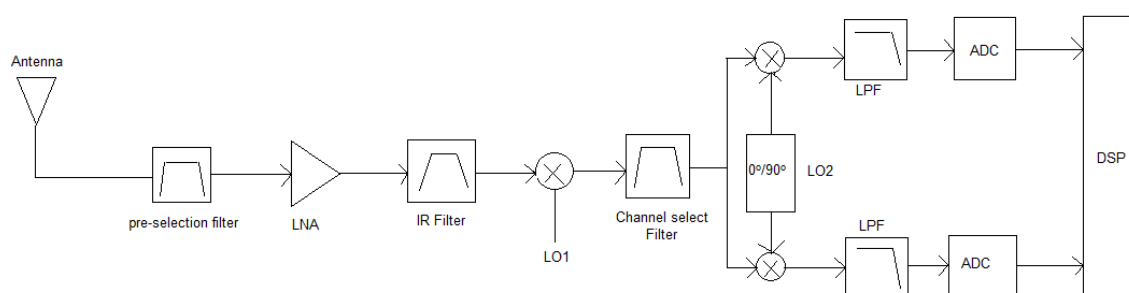 Antenna
pre-selection filter
LNA
IR Filter
LO1
Channel select
Filter
0º/90º
LO2
LPF
ADC
LPF
ADC
DSP